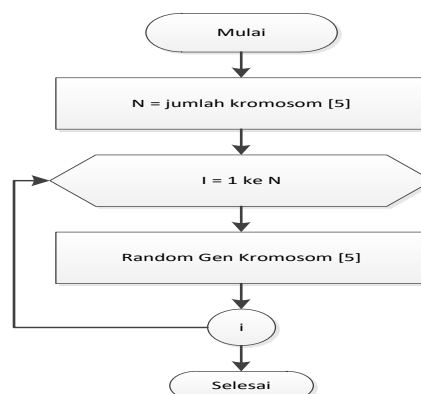 Mulai
N = jumlah kromosom [5]
I = 1 ke N
Random Gen Kromosom [5]
i
Selesai